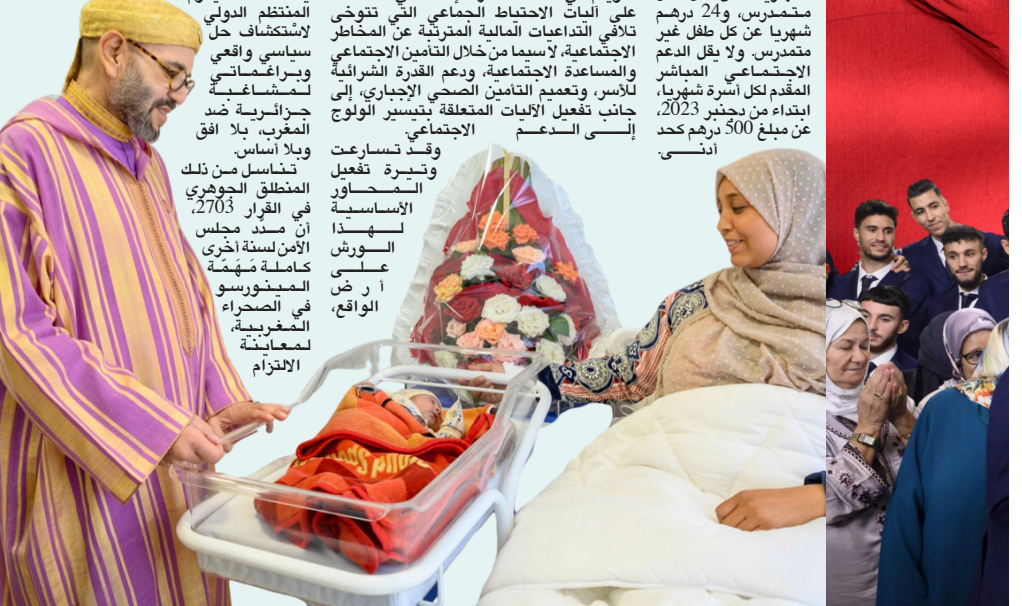 متمدرس، و24 درهم
شهريا عن كل طفل غير
متمدرس. ولا يقل الدعم
الاجتماعي المباشر
المقدم لكل أسرة شهريا،
ابتداء من دجنبر 2023،
عن مبلغ 500 درهم كحد
أدنى.
على آليات الاحتياط الجماعي التي تتوخى
تلافي التداعيات المالية المترتبة عن المخاطر
الاجتماعية، لاسيما من خلال التأمين الاجتماعي
والمساعدة الاجتماعية، ودعم القدرة الشرائية
للأسر، وتعميم التأمين الصحي الإجباري، إلى
جانب تفعيل الآليات المتعلقة بتيسير الولوج
إلى الدعم الاجتماعي.
وقد تسارعت
وتيرة تفعيل
المحاور
الأساسية
لهذا
الورش
على
أرض
الواقع،
المنتظم الدولي
لاسْتكشاف حل
سياسي واقعي
وبراغماتي
لمشاغبة
جزائرية ضد
المغرب، بلا افق
وبلا أساس.
تناسل من ذلك
المنطلق الجوهري
في القرار 2703،
أن مدَّد مجلس
الأمن لسنة أخرى
كاملة مَهَمّة
المينورسو
في الصحراء
المغربية،
لمعاينة
الالتزام